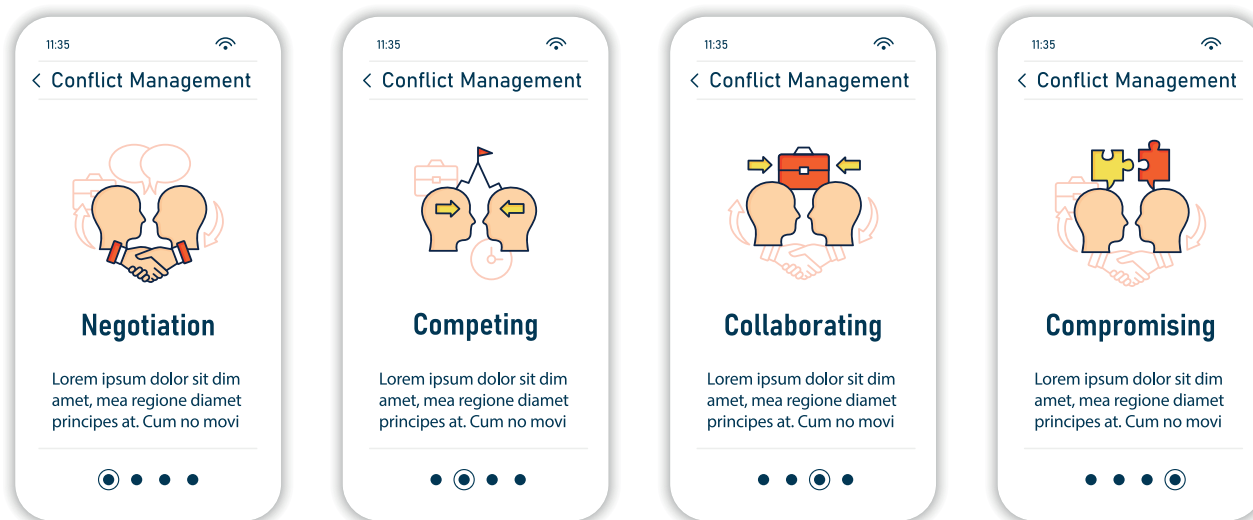 11:35
Conflict Management
Negotiation
Lorem ipsum dolor sit dim
amet, mea regione diamet
principes at. Cum no movi
11:35
Conflict Management
Competing
Lorem ipsum dolor sit dim
amet, mea regione diamet
principes at. Cum no movi
11:35
Conflict Management
Collaborating
Lorem ipsum dolor sit dim
amet, mea regione diamet
principes at. Cum no movi
11:35
Conflict Management
Compromising
Lorem ipsum dolor sit dim
amet, mea regione diamet
principes at. Cum no movi